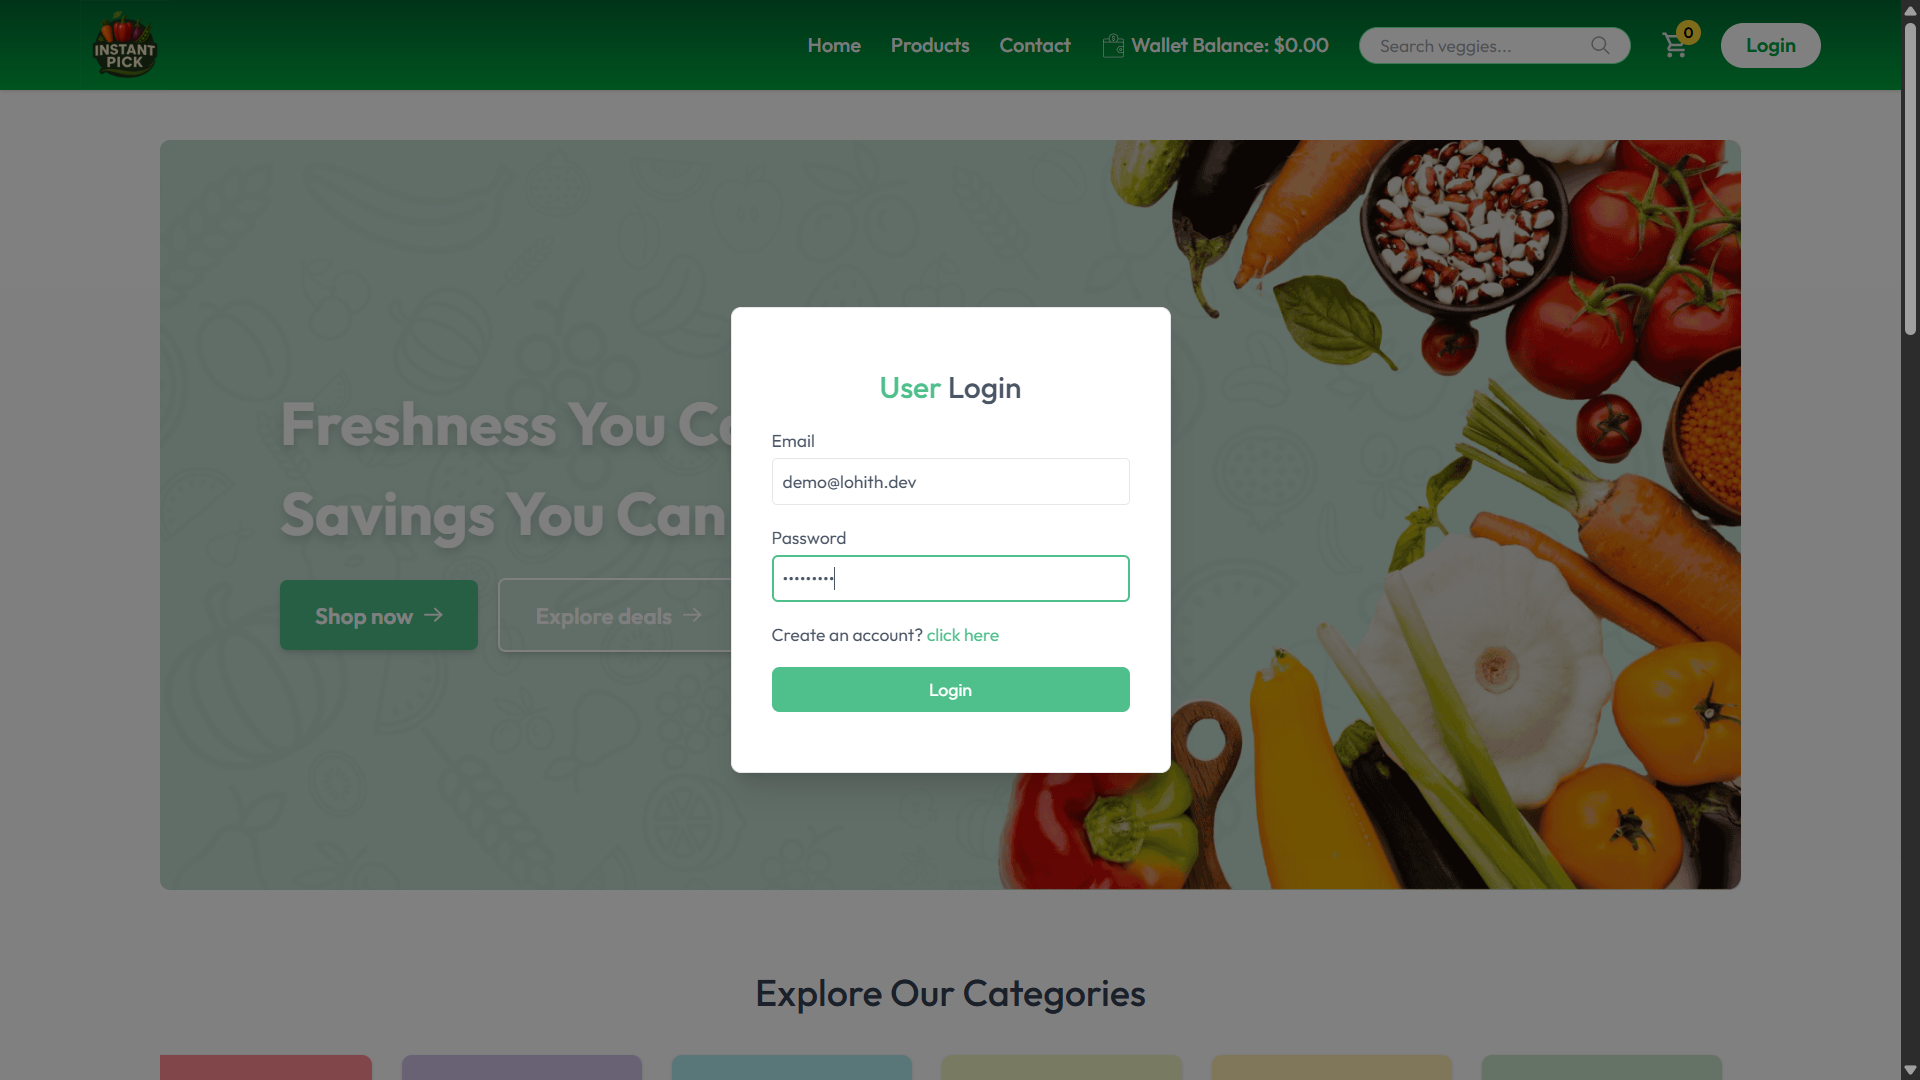 INSTANT
PICK
Home
Products
Contact
Wallet Balance: $0.00
Search veggies...
0
Login
Freshness You
Savings You Can
Shop now
Explore deals
User Login
Email
demo@lohith.dev
Password
•••••••••
Create an account? click here
Login
Explore Our Categories